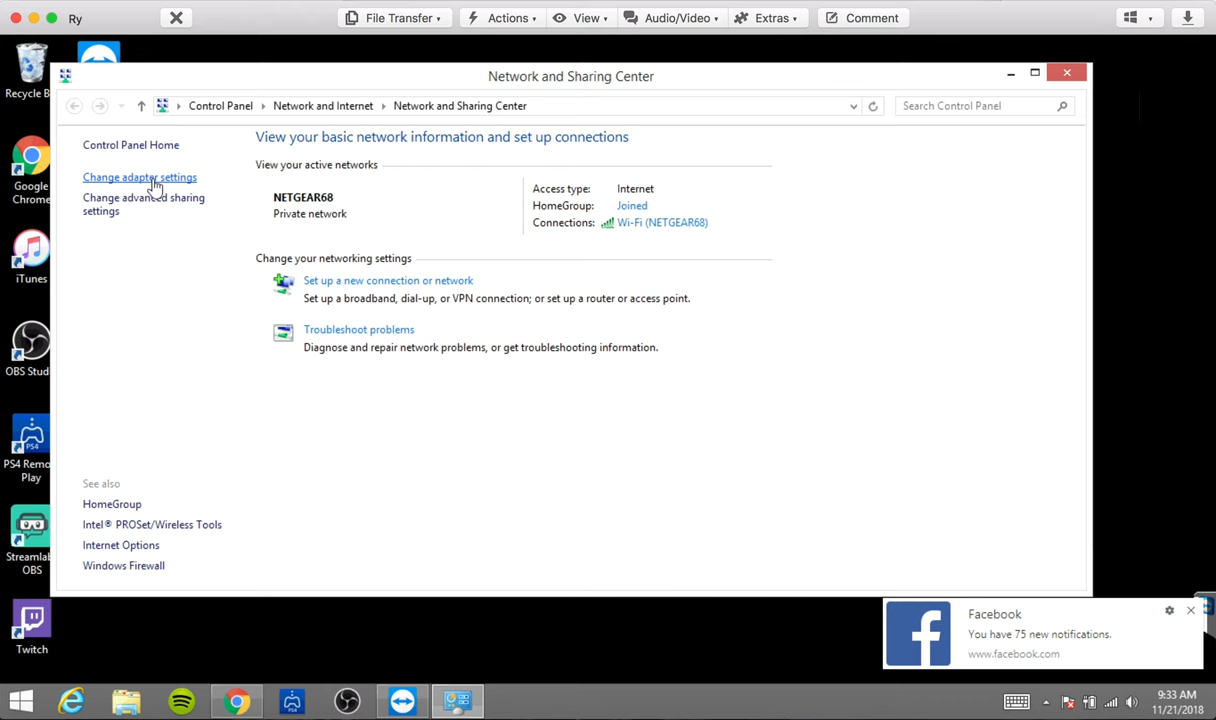 Ry
File Transfer
Actions
View
Audio/Video
Extras
Comment
Network and Sharing Center
Control Panel
Network and Internet
Network and Sharing Center
Search Control Panel
Control Panel Home
Change adapter settings
Change advanced sharing
settings
View your basic network information and set up connections
View your active networks
NETGEAR68
Private network
Access type: Internet
HomeGroup: Joined
Connections: Wi-Fi (NETGEAR68)
Change your networking settings
Set up a new connection or network
Set up a broadband, dial-up, or VPN connection; or set up a router or access point.
Troubleshoot problems
Diagnose and repair network problems, or get troubleshooting information.
See also
HomeGroup
Intel® PROSet/Wireless Tools
Internet Options
Windows Firewall
Recycle B
Google
Chrome
iTunes
OBS Stud
PS4 Remo
Play
PS4
Streamlab
OBS
Twitch
Facebook
You have 75 new notifications.
www.facebook.com
PS4
9:33 AM
11/21/2018